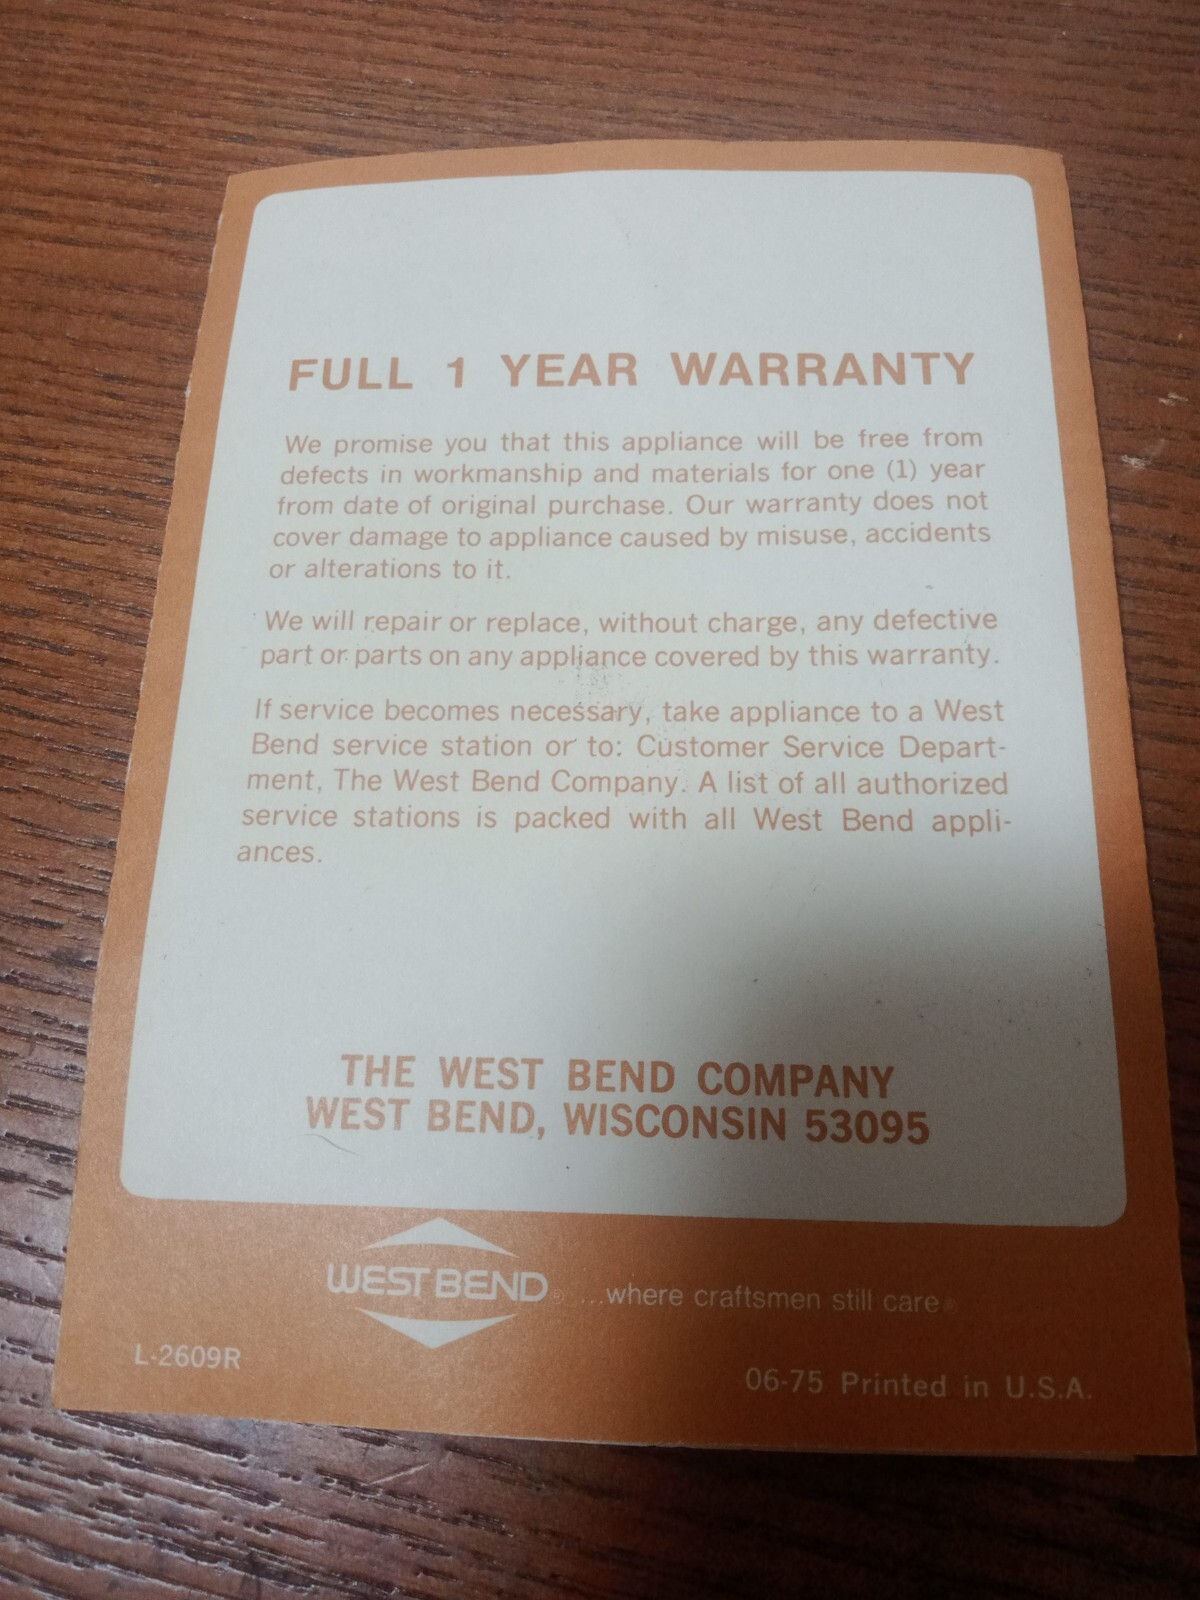 FULL 1 YEAR WARRANTY
We promise you that this appliance will be free from
defects in workmanship and materials for one (1) year
from date of original purchase. Our warranty does not
cover damage to appliance caused by misuse, accidents
or alterations to it.
We will repair or replace, without charge, any defective
part or parts on any appliance covered by this warranty.
If service becomes necessary, take appliance to a West
Bend service station or to: Customer Service Depart-
ment, The West Bend Company. A list of all authorized
service stations is packed with all West Bend appli-
ances.
THE WEST BEND COMPANY
WEST BEND, WISCONSIN 53095
WEST BEND® ...where craftsmen still care®
L-2609R
06-75 Printed in U.S.A.